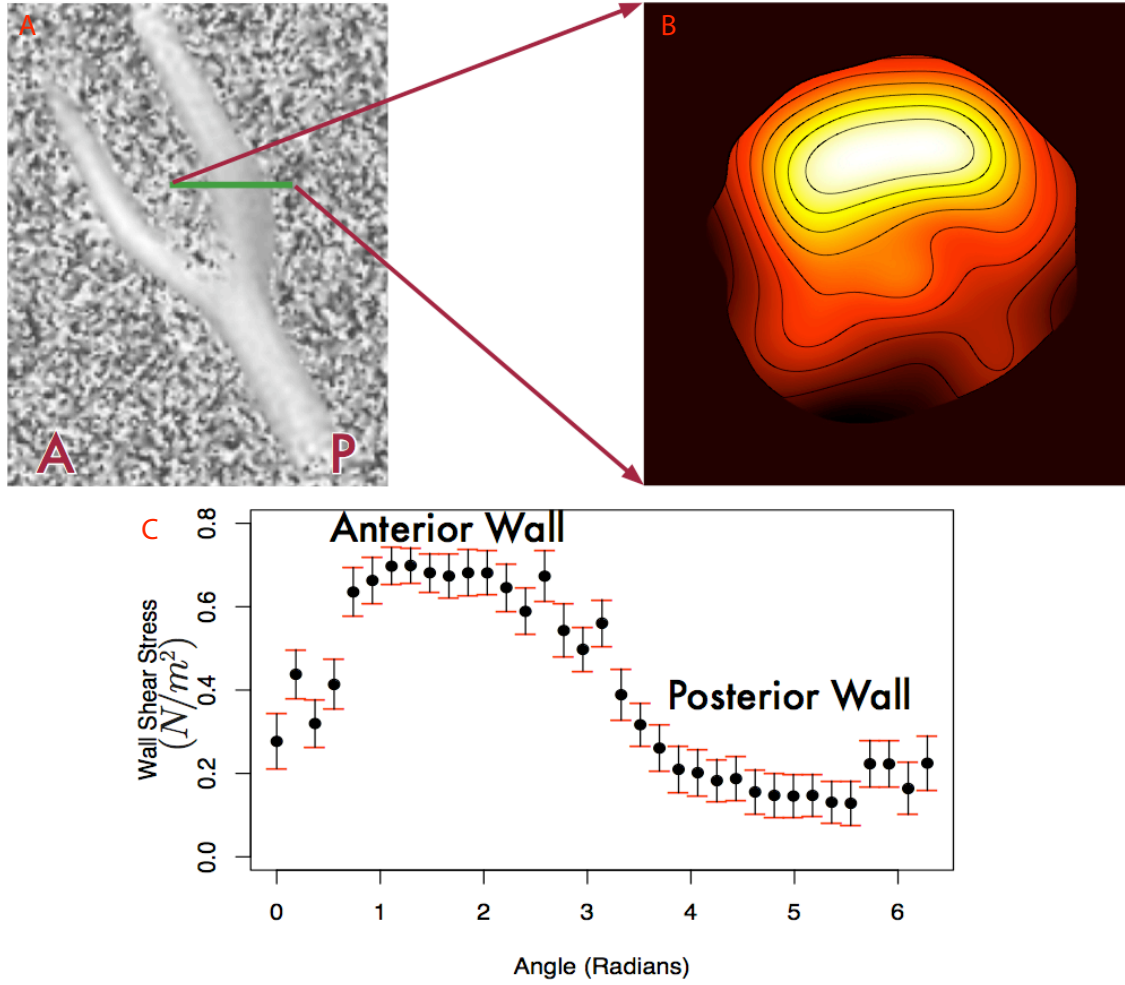 A
B
A
P
C
Anterior Wall
Posterior Wall
Wall Shear Stress
(N/m²)
0.8
0.6
0.4
0.2
0.0
0 1 2 3 4 5 6
Angle (Radians)